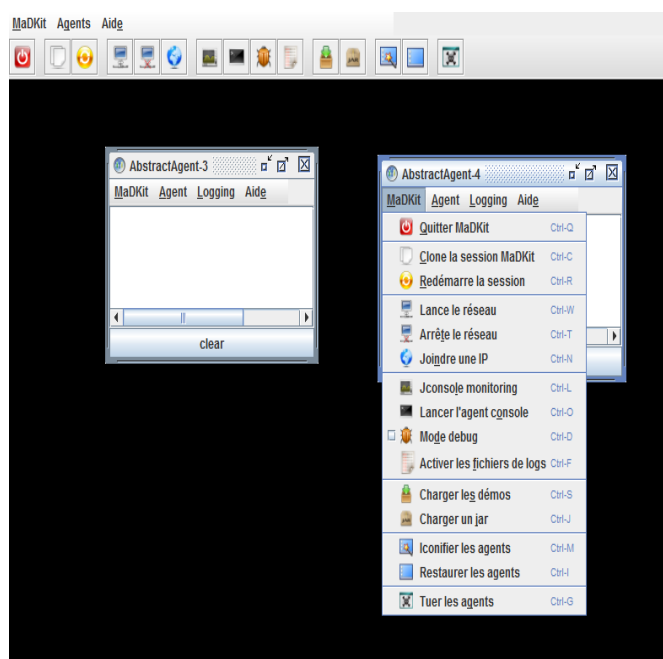 MaDKit Agents Aide
AbstractAgent-3
MaDKit Agent Logging Aide
clear
AbstractAgent-4
MaDKit Agent Logging Aide
Quitter MaDKit Ctrl-Q
Clone la session MaDKit Ctrl-C
Redémarre la session Ctrl-R
Lance le réseau Ctrl-W
Arrête le réseau Ctrl-T
Joindre une IP Ctrl-N
Jconsole monitoring Ctrl-L
Lancer l'agent console Ctrl-O
Mode debug Ctrl-D
Activer les fichiers de logs Ctrl-F
Charger les démos Ctrl-S
Charger un jar Ctrl-J
Iconifier les agents Ctrl-M
Restaurer les agents Ctrl-I
Tuer les agents Ctrl-G